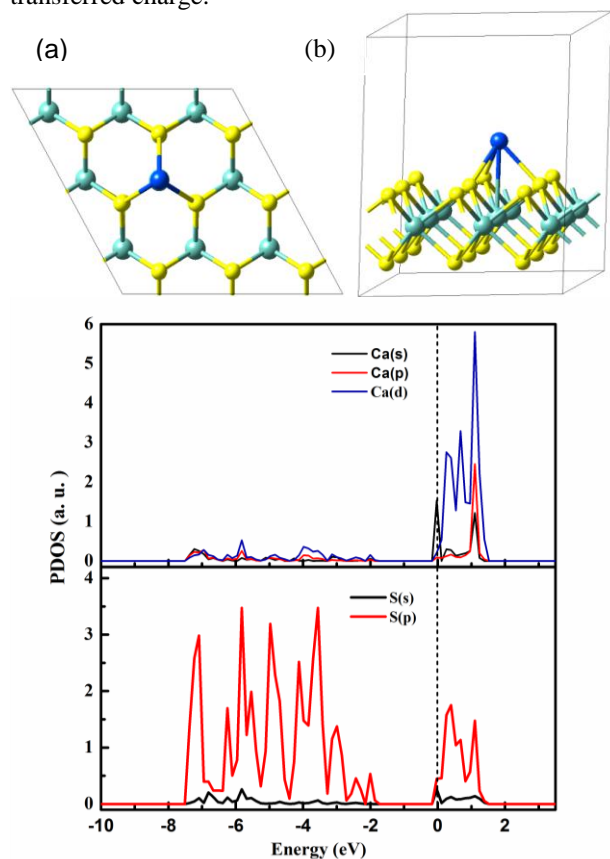 transferred charge.
(a) (b)
6
5
4
3
2
1
0
Ca(s)
Ca(p)
Ca(d)
PDOS (a. u. )
4
3
2
1
0
S(s)
S(p)
-10 -8 -6 -4 -2 0 2
Energy (eV)